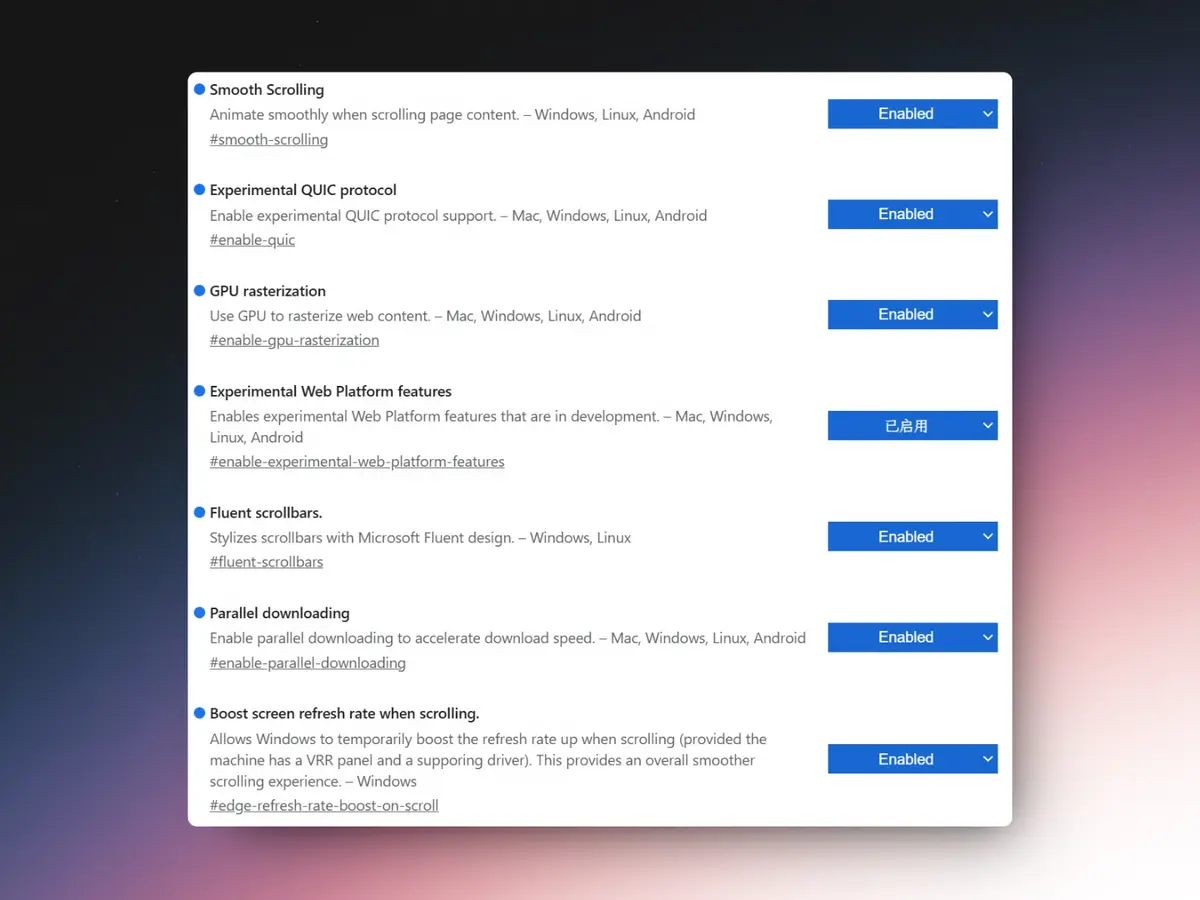 Smooth Scrolling
Animate smoothly when scrolling page content. – Windows, Linux, Android
#smooth-scrolling
Enabled
Experimental QUIC protocol
Enable experimental QUIC protocol support. – Mac, Windows, Linux, Android
#enable-quic
Enabled
GPU rasterization
Use GPU to rasterize web content. – Mac, Windows, Linux, Android
#enable-gpu-rasterization
Enabled
Experimental Web Platform features
Enables experimental Web Platform features that are in development. – Mac, Windows,
Linux, Android
#enable-experimental-web-platform-features
已启用
Fluent scrollbars.
Stylizes scrollbars with Microsoft Fluent design. – Windows, Linux
#fluent-scrollbars
Enabled
Parallel downloading
Enable parallel downloading to accelerate download speed. – Mac, Windows, Linux, Android
#enable-parallel-downloading
Enabled
Boost screen refresh rate when scrolling.
Allows Windows to temporarily boost the refresh rate up when scrolling (provided the
machine has a VRR panel and a supporing driver). This provides an overall smoother
scrolling experience. – Windows
#edge-refresh-rate-boost-on-scroll
Enabled